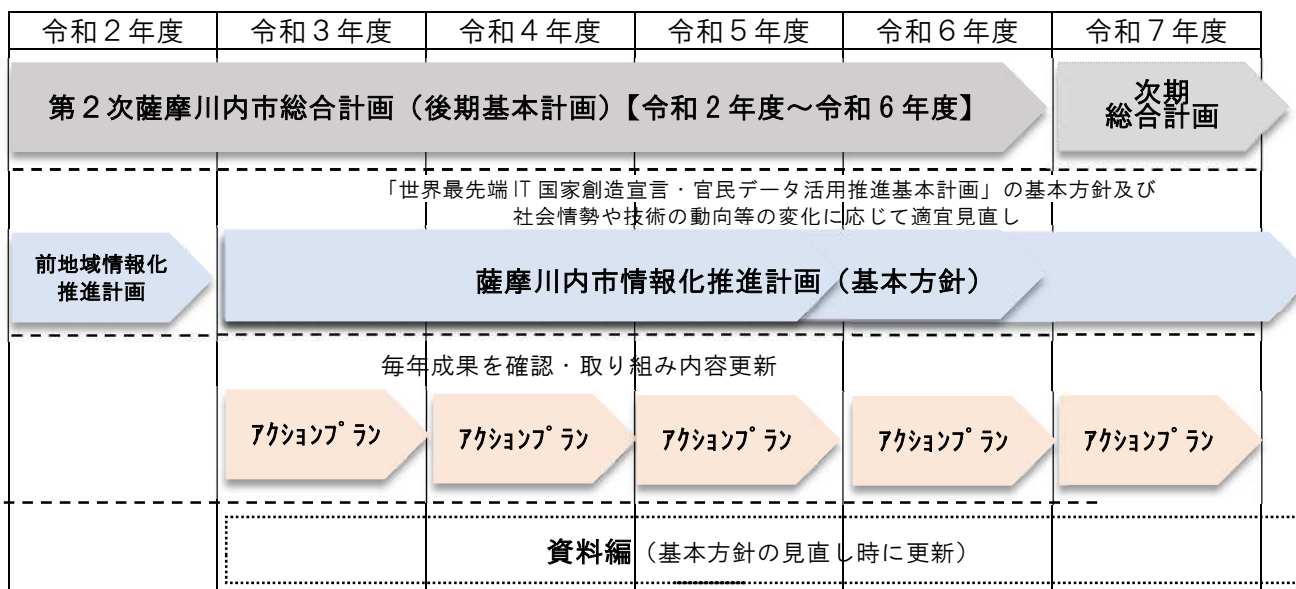 令和２年度 令和３年度 令和４年度 令和５年度 令和６年度 令和７年度
第２次薩摩川内市総合計画（後期基本計画）【令和２年度～令和６年度】
次期
総合計画
「世界最先端IT国家創造宣言・官民データ活用推進基本計画」の基本方針及び
社会情勢や技術の動向等の変化に応じて適宜見直し
前地域情報化
推進計画
薩摩川内市情報化推進計画（基本方針）
毎年成果を確認・取り組み内容更新
ｱｸｼｮﾝﾌﾟﾗﾝ ｱｸｼｮﾝﾌﾟﾗﾝ ｱｸｼｮﾝﾌﾟﾗﾝ ｱｸｼｮﾝﾌﾟﾗﾝ ｱｸｼｮﾝﾌﾟﾗﾝ
資料編（基本方針の見直し時に更新）